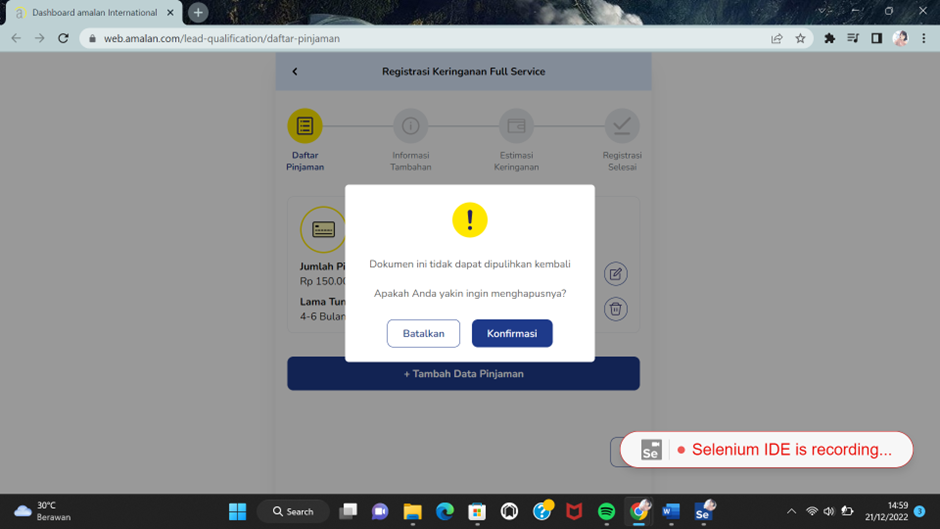 Dashboard amalan International
web.amalan.com/lead-qualification/daftar-pinjaman
Registrasi Keringanan Full Service
Daftar
Pinjaman
Informasi
Tambahan
Estimasi
Keringanan
Registrasi
Selesai
Jumlah Pi
Rp 150.00
Lama Tun
4-6 Bulan
Dokumen ini tidak dapat dipulihkan kembali
Apakah Anda yakin ingin menghapusnya?
Batalkan
Konfirmasi
+ Tambah Data Pinjaman
Se
Selenium IDE is recording...
30°C
Berawan
Search
Se
14:59
21/12/2022
3